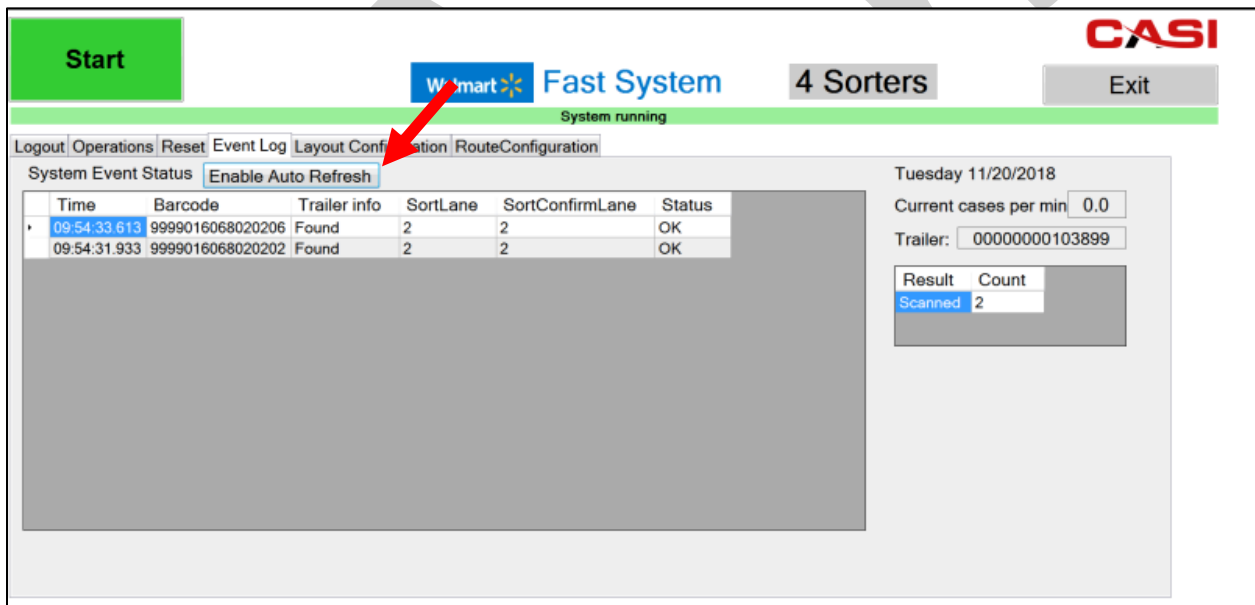 CASI
Start
Walmart Fast System 4 Sorters Exit
System running
Logout Operations Reset Event Log Layout RouteConfiguration
System Event Status Enable Auto Refresh Tuesday 11/20/2018
Time Barcode Trailer info SortLane SortConfirmLane Status Current cases per min 0.0
09:54:33.613 9999016068020206 Found 2 2 OK
09:54:31.933 9999016068020202 Found 2 2 OK Trailer: 00000000103899
Result Count
Scanned 2